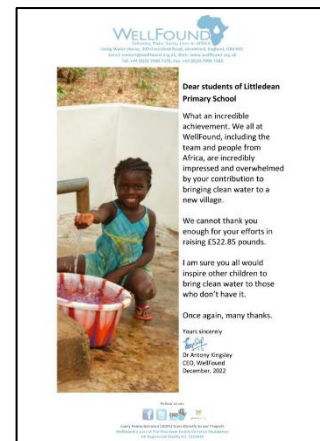 WELLFOUND
Dear students of Littledean
Primary School
What an incredible
achievement. We all at
WellFound, including the
team and people from
Africa, are incredibly
impressed and overwhelmed
by your contribution to
bringing clean water to a
new village.
We cannot thank you
enough for your efforts in
raising £522.85 pounds.
I am sure you all would
inspire other children to
bring clean water to those
who don't have it.
Once again, many thanks.
Yours sincerely
Dr Antony Kingsley
CEO, WellFound
December, 2022
Follow us on: